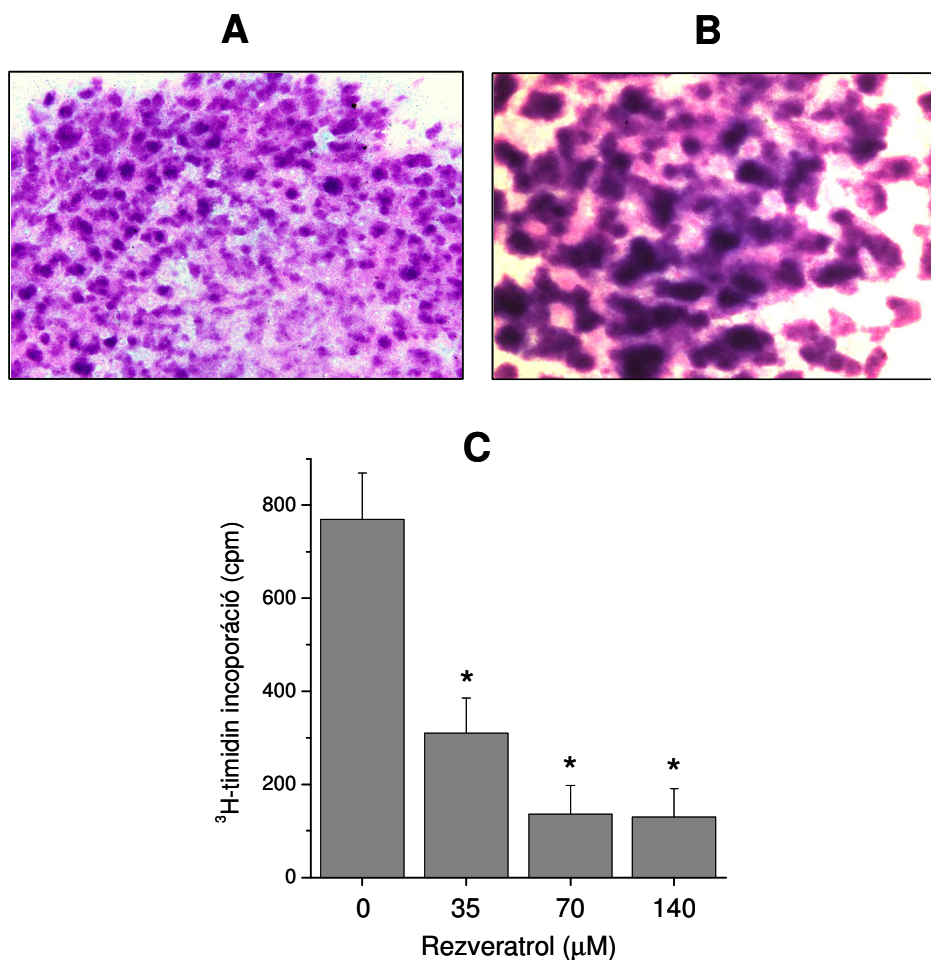 A
B
C
³H-timidin incoporáció (cpm)
800
600
400
200
0
*
*
*
0 35 70 140
Rezveratrol (µM)